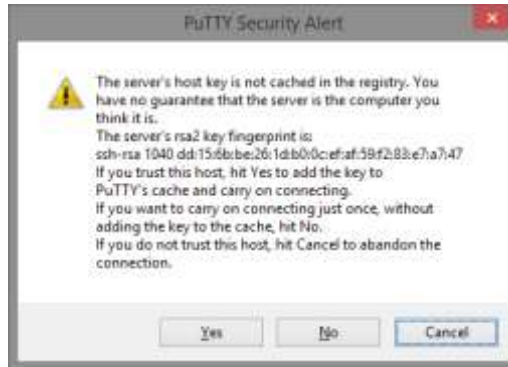 PuTTY Security Alert
The server's host key is not cached in the registry. You
have no guarantee that the server is the computer you
think it is.
The server's rsa2 key fingerprint is:
ssh-rsa 1040 dd:15:6b:be:26:1d:b0:0c:ef:af:59:f2:83:e7:a7:47
If you trust this host, hit Yes to add the key to
PuTTY's cache and carry on connecting.
If you want to carry on connecting just once, without
adding the key to the cache, hit No.
If you do not trust this host, hit Cancel to abandon the
connection.
Yes No Cancel